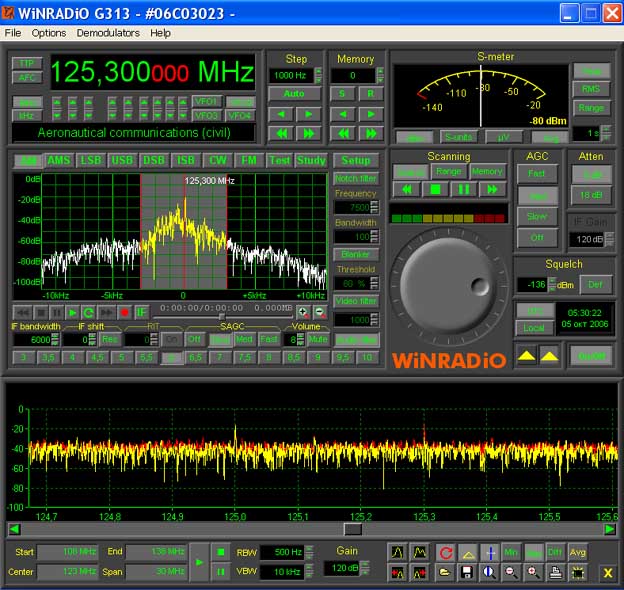 WiNRADiO G313 - #06C03023 -
File Options Demodulators Help
TTP
AFC
125,300000 MHz
kHz
VFO1
VFO3 VFO4
Aeronautical communications (civil)
Step
1000 Hz
Auto
Memory
0
S R
S-meter
-140 -110 -80 -50 -20
-80 dBm
S-units µV Avg
RMS
Range
1 s
AM AMS LSB USB DSB ISB CW FM Test Study Setup
125,300 MHz
0dB
-20dB
-40dB
-60dB
-80dB
-100dB
-10kHz -5kHz 0 5kHz 10kHz
Notch filter
Frequency
7500
Bandwidth
100
Blanker
Threshold
Video filter
1000
0:00:00/0:00:00 0.000MB
IF
IF bandwidth IF shift RIT SAGC Volume
6000 0 Res 0 On Off Med Fast 8 Mute
3 3,5 4 4,5 5 5,5 6,5 7 7,5 8 8,5 9 9,5 10
Scanning
Range Memory
WiNRADiO
AGC
Fast
Slow
Off
Atten
18 dB
IF Gain
120 dB
Squelch
-136 dBm Def
UTC
Local
05:30:22
05 окт 2006
On/Off
0
-20
-40
-60
-80
-100
124,7 124,8 124,9 125,0 125,1 125,2 125,3 125,4 125,5 125,6
Start 108 MHz End 138 MHz
Center 123 MHz Span 30 MHz
RBW 500 Hz
VBW 10 kHz
Gain
120 dB
Min Diff Avg
X